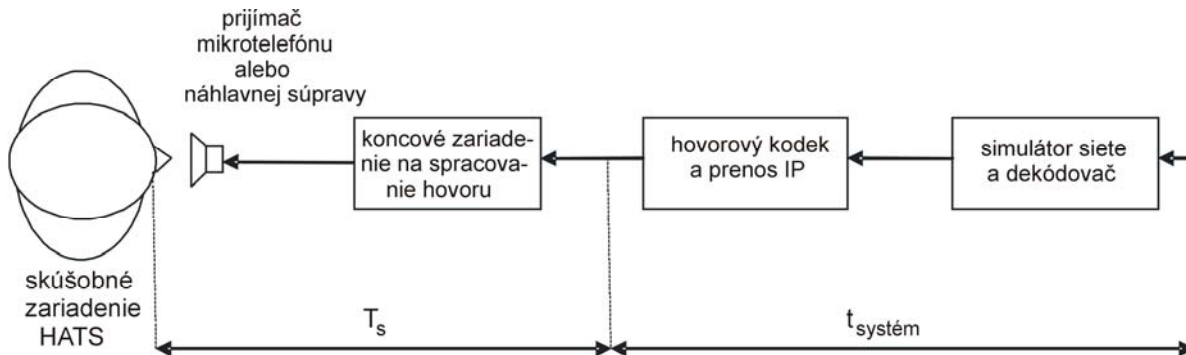 prijímač
mikrotelefónu
alebo
náhlavnej súpravy
koncové zariade-
nie na spracova-
nie hovoru
hovorový kodek
a prenos IP
simulátor siete
a dekódovač
skúšobné
zariadenie
HATS
Ts
tsystém